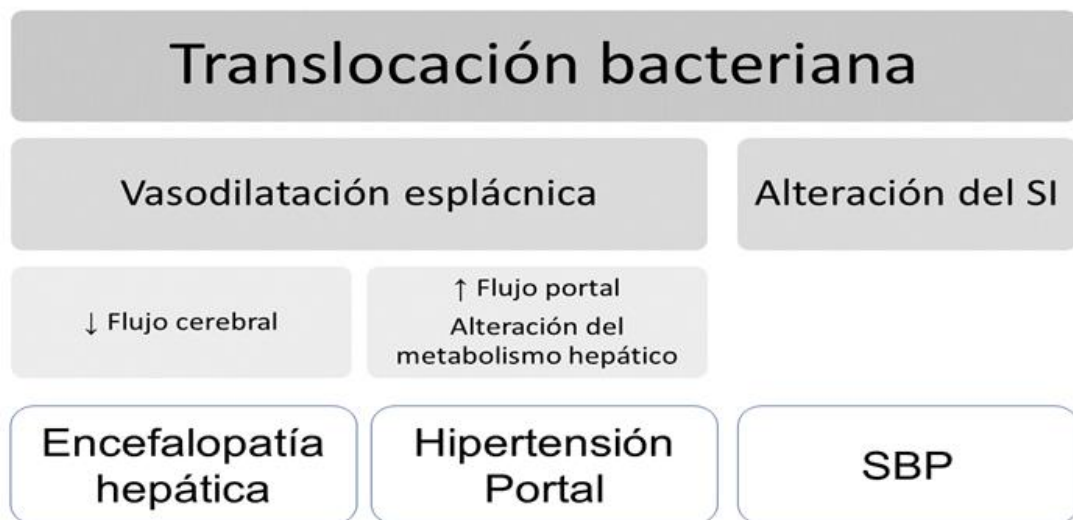 Translocación bacteriana
Vasodilatación esplácnica
Alteración del SI
↓ Flujo cerebral
↑ Flujo portal
Alteración del
metabolismo hepático
Encefalopatía
hepática
Hipertensión
Portal
SBP